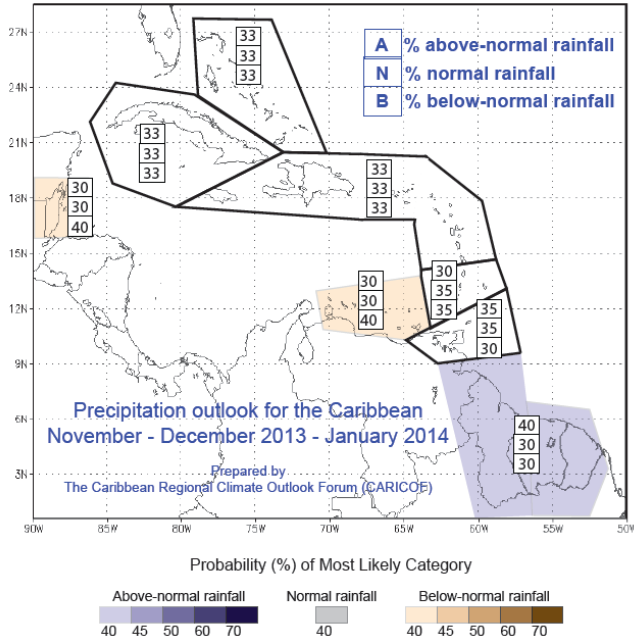 27N
24N
21N
18N
15N
12N
9N
6N
3N
A % above-normal rainfall
N % normal rainfall
B % below-normal rainfall
33
33
33
33
33
33
33
33
33
30
30
40
30
30
40
30
35
35
35
35
30
40
30
30
Precipitation outlook for the Caribbean
November - December 2013 - January 2014
Prepared by
The Caribbean Regional Climate Outlook Forum (CARICOF)
90W 85W 80W 75W 70W 65W 60W 55W 50W
Probability (%) of Most Likely Category
Above-normal rainfall Normal rainfall Below-normal rainfall
40 45 50 60 70 40 40 45 50 60 70